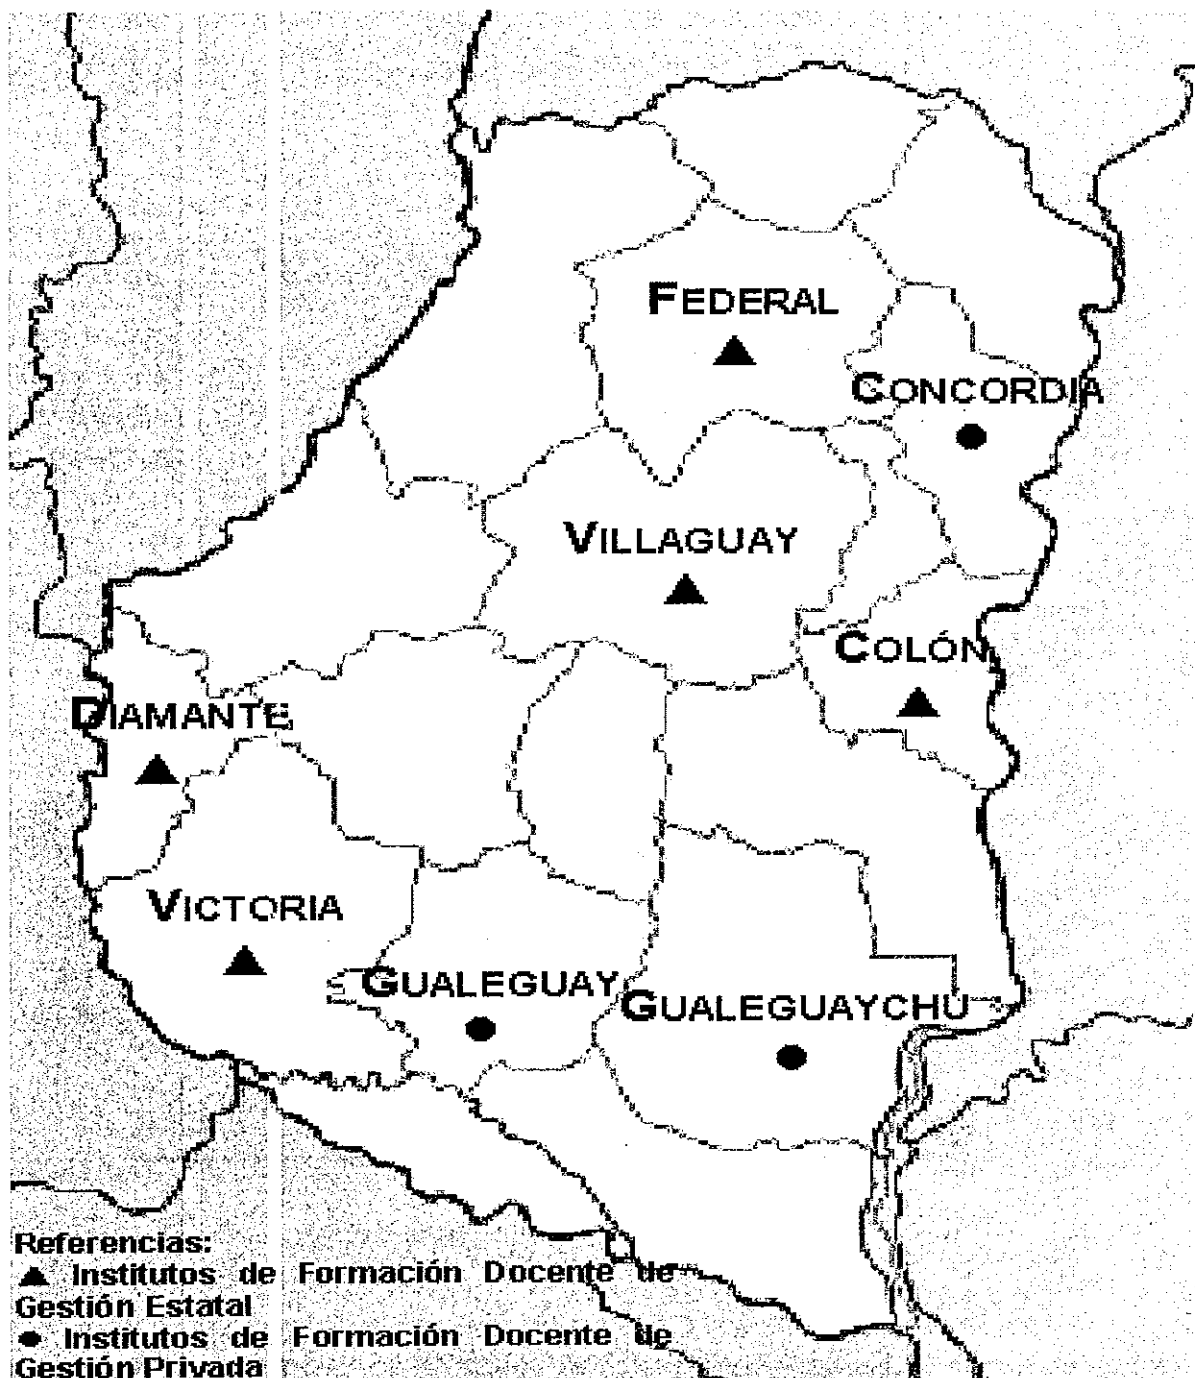 FEDERAL
CONCORDIA
VILLAGUAY
COLÓN
DIAMANTE
VICTORIA
GUALEGUAY
GUALEGUAYCHÚ
Referencias:
▲ Institutos de Formación Docente de
Gestión Estatal
● Institutos de Formación Docente de
Gestión Privada